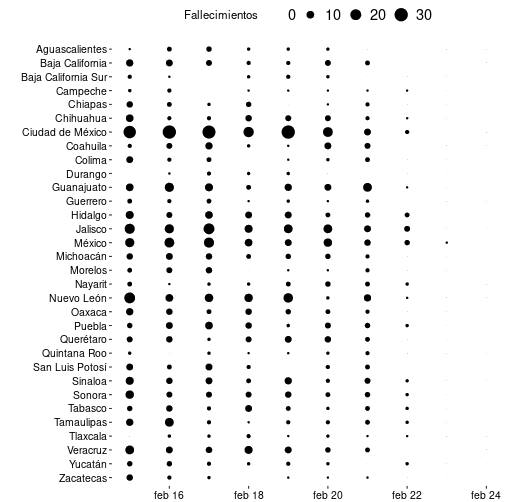 Fallecimientos 0 10 20 30
Aguascalientes
Baja California
Baja California Sur
Campeche
Chiapas
Chihuahua
Ciudad de México
Coahuila
Colima
Durango
Guanajuato
Guerrero
Hidalgo
Jalisco
México
Michoacán
Morelos
Nayarit
Nuevo León
Oaxaca
Puebla
Querétaro
Quintana Roo
San Luis Potosí
Sinaloa
Sonora
Tabasco
Tamaulipas
Tlaxcala
Veracruz
Yucatán
Zacatecas
feb 16 feb 18 feb 20 feb 22 feb 24